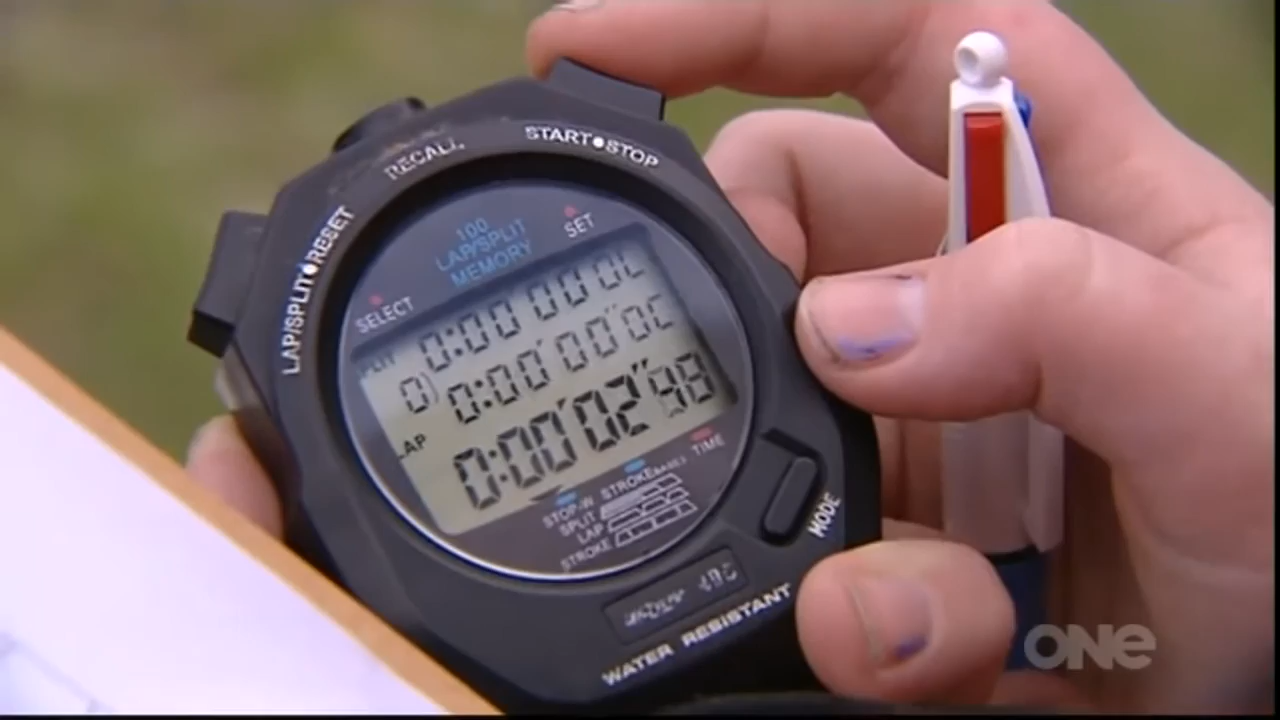 RECALL
START•STOP
LAP/SPLIT•RESET
100
LAP/SPLIT
MEMORY
SET
SELECT
0:00 00 00
0:00'00"00
LAP
0:00'02"98
TIME
STROKE
STOP-W
SPLIT
LAP
STROKE
MODE
WATER RESISTANT
ONE